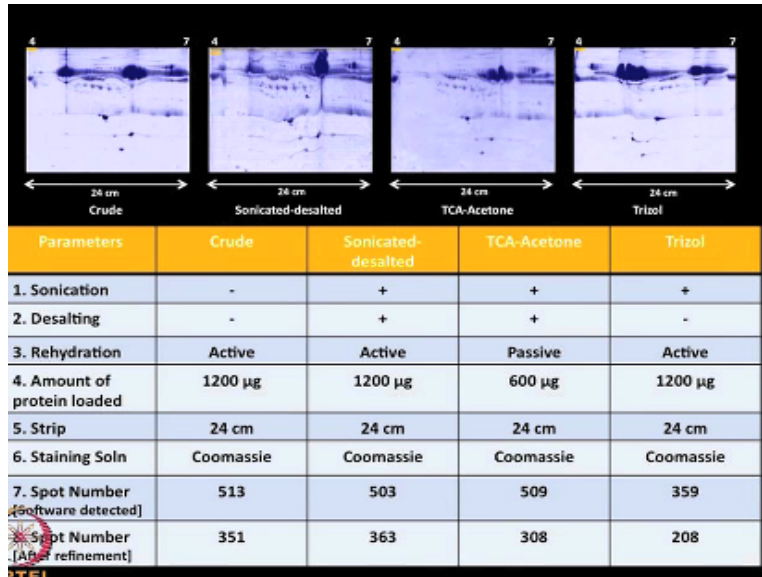 4 7 4 7 4 7 4 7
24 cm 24 cm 24 cm 24 cm
Crude Sonicated-desalted TCA-Acetone Trizol
Parameters Crude Sonicated-desalted TCA-Acetone Trizol
1. Sonication - + + +
2. Desalting - + + -
3. Rehydration Active Active Passive Active
4. Amount of protein loaded 1200 µg 1200 µg 600 µg 1200 µg
5. Strip 24 cm 24 cm 24 cm 24 cm
6. Staining Soln Coomassie Coomassie Coomassie Coomassie
7. Spot Number 513 503 509 359
[Software detected]
Spot Number 351 363 308 208
[After refinement]